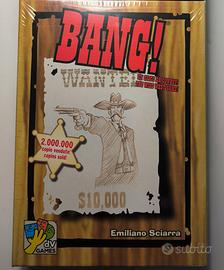 BANG!
WANTED
2.000.000
copie vendute
copies sold!
$10,000
Emiliano Sciarra
dV
GAMES
subito